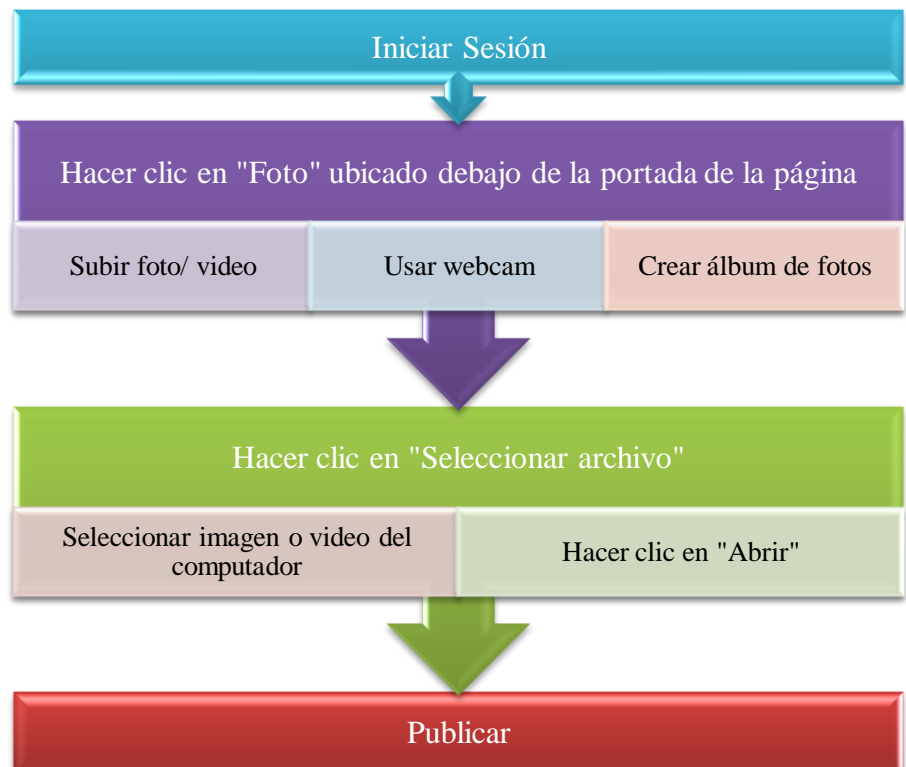 Iniciar Sesión
Hacer clic en "Foto" ubicado debajo de la portada de la página
Subir foto/ video
Usar webcam
Crear álbum de fotos
Hacer clic en "Seleccionar archivo"
Seleccionar imagen o video del
computador
Hacer clic en "Abrir"
Publicar